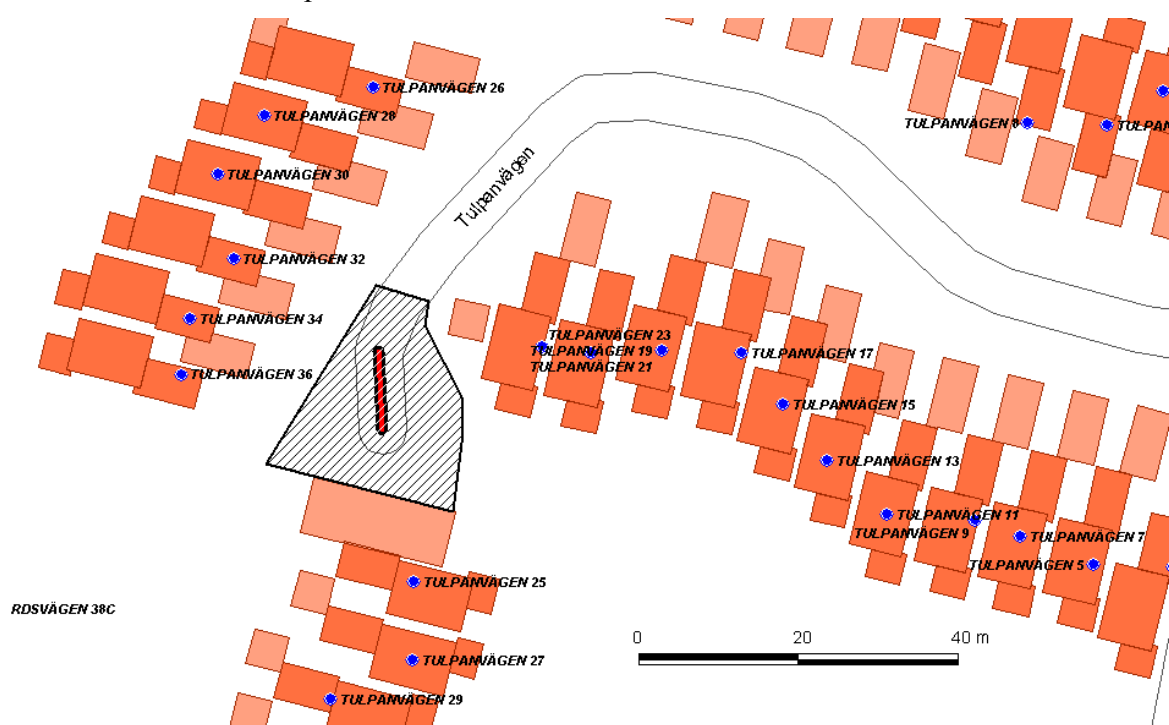 TULPANVÄGEN 26
TULPANVÄGEN 28
TULPANVÄGEN 8
TULPANV
Tulpanvägen
TULPANVÄGEN 30
TULPANVÄGEN 32
TULPANVÄGEN 34
TULPANVÄGEN 23
TULPANVÄGEN 19
TULPANVÄGEN 17
TULPANVÄGEN 21
TULPANVÄGEN 36
TULPANVÄGEN 15
TULPANVÄGEN 13
TULPANVÄGEN 11
TULPANVÄGEN 9
TULPANVÄGEN 7
TULPANVÄGEN 5
TULPANVÄGEN 25
RDSVÄGEN 38C
0 20 40 m
TULPANVÄGEN 27
TULPANVÄGEN 29